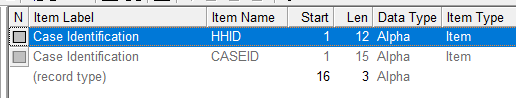 N Item Label Item Name Start Len Data Type Item Type
Case Identification HHID 1 12 Alpha Item
Case Identification CASEID 1 15 Alpha Item
(record type) 16 3 Alpha